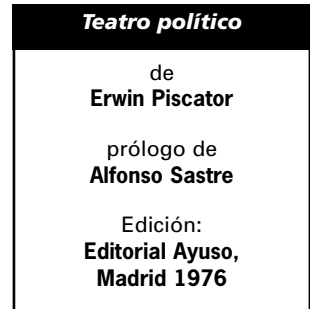 Teatro político
de
Erwin Piscator
prólogo de
Alfonso Sastre
Edición:
Editorial Ayuso,
Madrid 1976